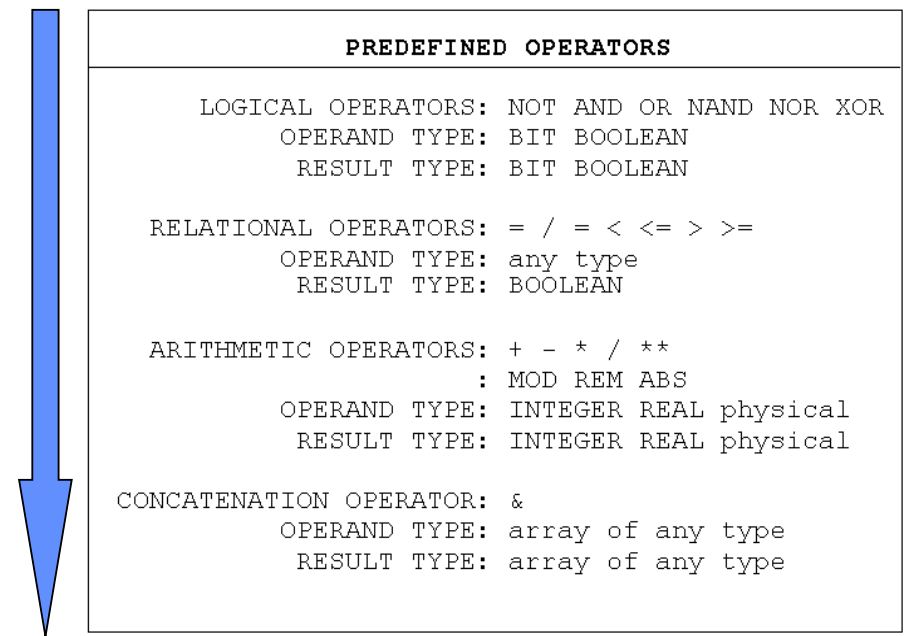 PREDEFINED OPERATORS
LOGICAL OPERATORS: NOT AND OR NAND NOR XOR
OPERAND TYPE: BIT BOOLEAN
RESULT TYPE: BIT BOOLEAN
RELATIONAL OPERATORS: = / = < <= > >=
OPERAND TYPE: any type
RESULT TYPE: BOOLEAN
ARITHMETIC OPERATORS: + - * / **
: MOD REM ABS
OPERAND TYPE: INTEGER REAL physical
RESULT TYPE: INTEGER REAL physical
CONCATENATION OPERATOR: &
OPERAND TYPE: array of any type
RESULT TYPE: array of any type